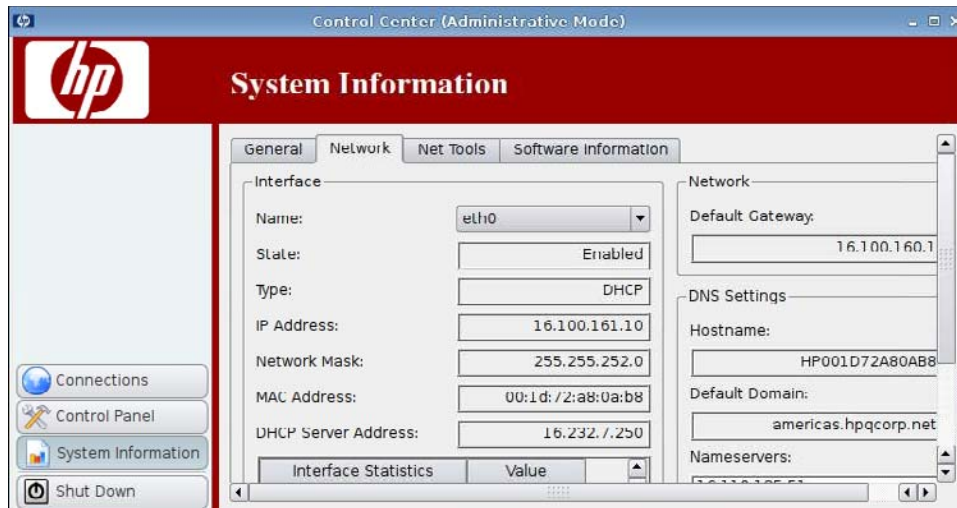 Control Center (Administrative Mode)
hp
System Information
General
Network
Net Tools
Software Information
Interface
Name:
eth0
State:
Enabled
Type:
DHCP
IP Address:
16.100.161.10
Network Mask:
255.255.252.0
MAC Address:
00:1d:72:a8:0a:b8
DHCP Server Address:
16.232.7.250
Interface Statistics
Value
Network
Default Gateway:
16.100.160.1
DNS Settings
Hostname:
HP001D72A80AB8
Default Domain:
americas.hpqcorp.net
Nameservers:
Connections
Control Panel
System Information
Shut Down